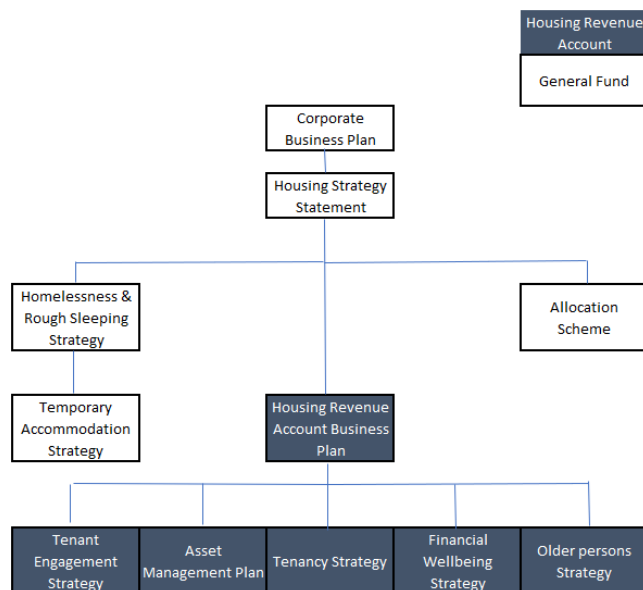 Housing Revenue
Account
General Fund
Corporate
Business Plan
Housing Strategy
Statement
Homelessness &
Rough Sleeping
Strategy
Allocation
Scheme
Temporary
Accommodation
Strategy
Housing Revenue
Account Business
Plan
Tenant
Engagement
Strategy
Asset
Management Plan
Tenancy Strategy
Financial
Wellbeing
Strategy
Older persons
Strategy